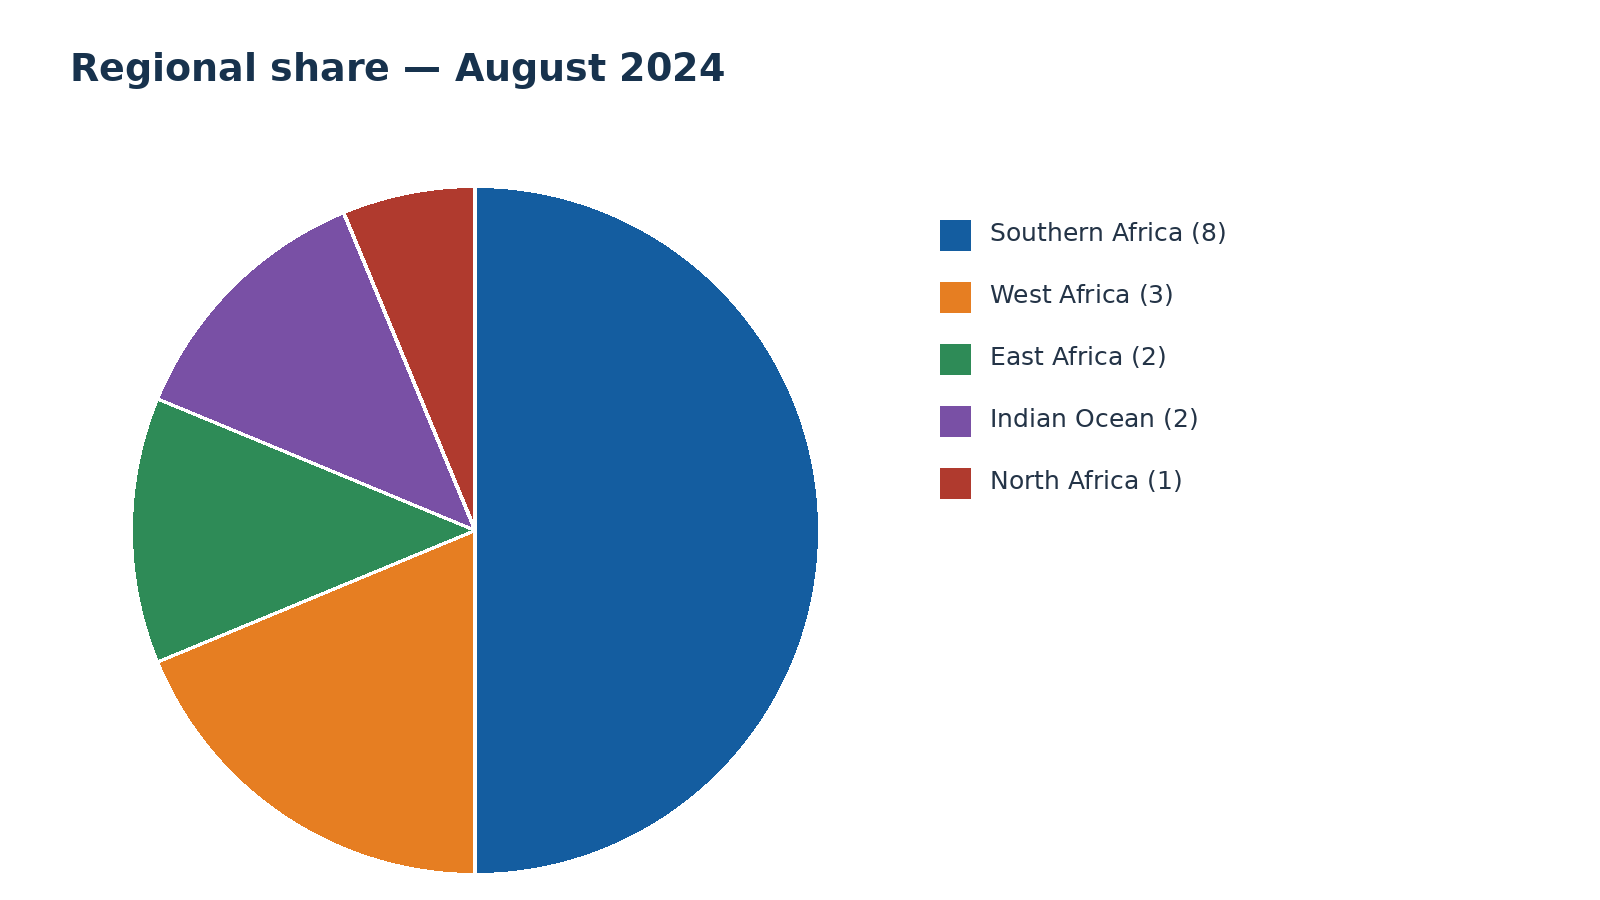 Regional share — August 2024
Southern Africa (8)
West Africa (3)
East Africa (2)
Indian Ocean (2)
North Africa (1)